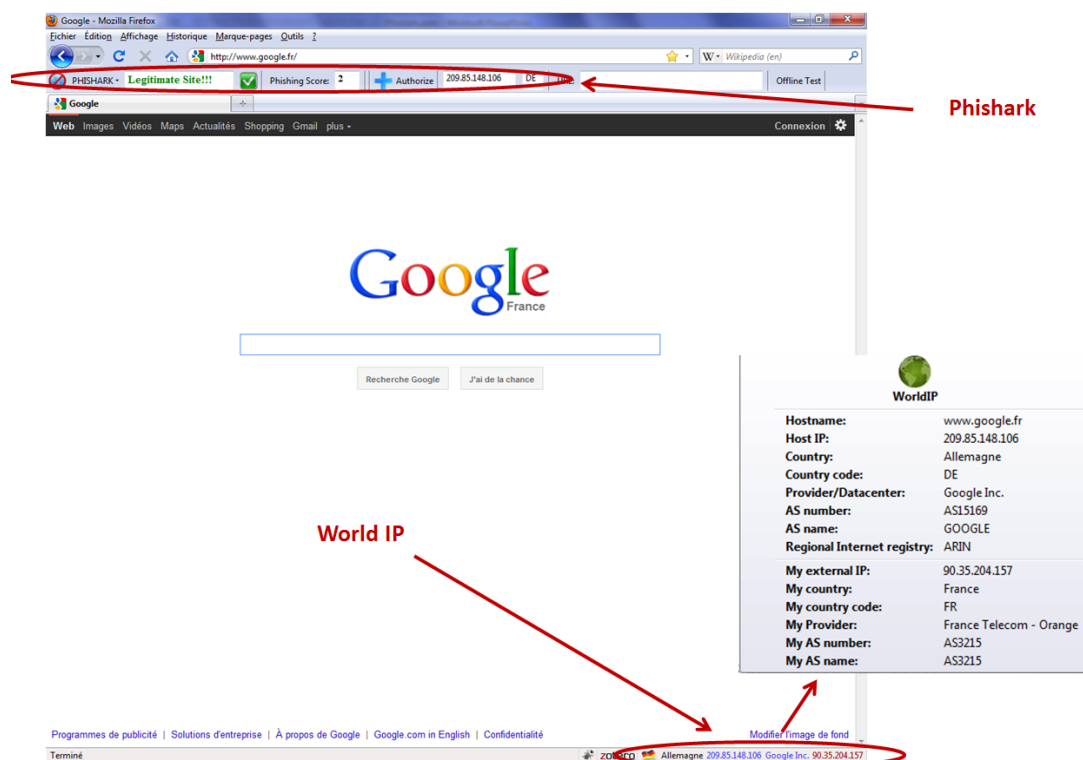 Google - Mozilla Firefox
Fichier Édition Affichage Historique Marque-pages Outils ?
http://www.google.fr/ W Wikipedia (en)
PHISHARK Legitimate Site!!! Phishing Score: 2 Authorize 209.85.148.106 DE Offline Test
Phishark
Google
Web Images Vidéos Maps Actualités Shopping Gmail plus Connexion
Google
France
Recherche Google J'ai de la chance
WorldIP
Hostname: www.google.fr
Host IP: 209.85.148.106
Country: Allemagne
Country code: DE
Provider/Datacenter: Google Inc.
AS number: AS15169
AS name: GOOGLE
Regional Internet registry: ARIN
My external IP: 90.35.204.157
My country: France
My country code: FR
My Provider: France Telecom - Orange
My AS number: AS3215
My AS name: AS3215
World IP
Programmes de publicité | Solutions d'entreprise | À propos de Google | Google.com in English | Confidentialité Modifier l'image de fond
Terminé zotero Allemagne 209.85.148.106 Google Inc. 90.35.204.157